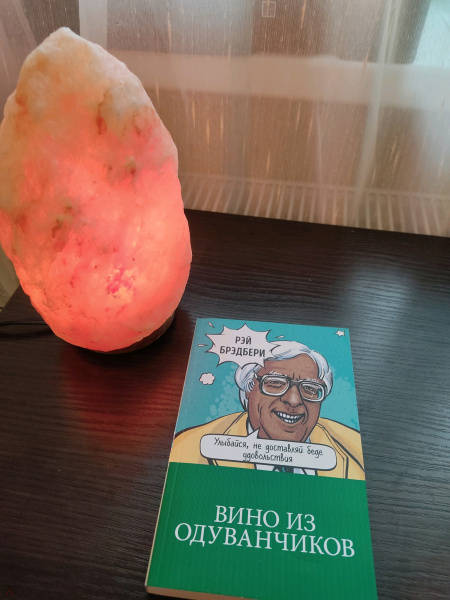 РЭЙ
БРЭДБЕРИ
Улыбайся, не доставляй беде
удовольствия
ВИНО ИЗ
ОДУВАНЧИКОВ